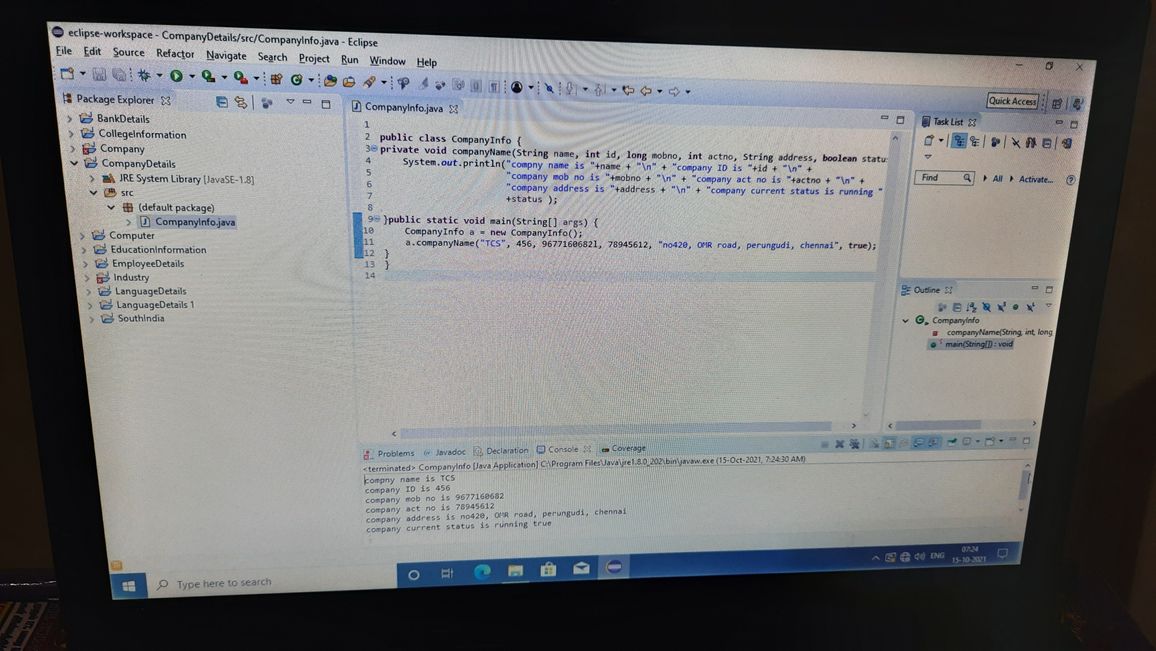 eclipse-workspace - CompanyDetails/src/CompanyInfo.java - Eclipse
File Edit Source Refactor Navigate Search Project Run Window Help
Quick Access
Package Explorer
BankDetails
CollegeInformation
Company
CompanyDetails
JRE System Library [JavaSE-1.8]
src
(default package)
CompanyInfo.java
Computer
EducationInformation
EmployeeDetails
Industry
LanguageDetails
LanguageDetails 1
SouthIndia
CompanyInfo.java
1
2 public class CompanyInfo {
3 private void companyName(String name, int id, long mobno, int actno, String address, boolean statu
4 System.out.println("compny name is "+name + "\n" + "company ID is "+id + "\n" +
5 "company mob no is "+mobno + "\n" + "company act no is "+actno + "\n" +
6 "company address is "+address + "\n" + "company current status is running "
7 +status );
8
9 }public static void main(String[] args) {
10 CompanyInfo a = new CompanyInfo();
11 a.companyName("TCS", 456, 9677160682l, 78945612, "no420, OMR road, perungudi, chennai", true);
12 }
13 }
14
Task List
Find All Activate...
Outline
CompanyInfo
companyName(String, int, long
main(String[]) : void
Problems Javadoc Declaration Console Coverage
<terminated> CompanyInfo [Java Application] C:\Program Files\Java\jre1.8.0_202\bin\javaw.exe (15-Oct-2021, 7:24:30 AM)
compny name is TCS
company ID is 456
company mob no is 9677160682
company act no is 78945612
company address is no420, OMR road, perungudi, chennai
company current status is running true
Type here to search
ENG
07:24
15-10-2021